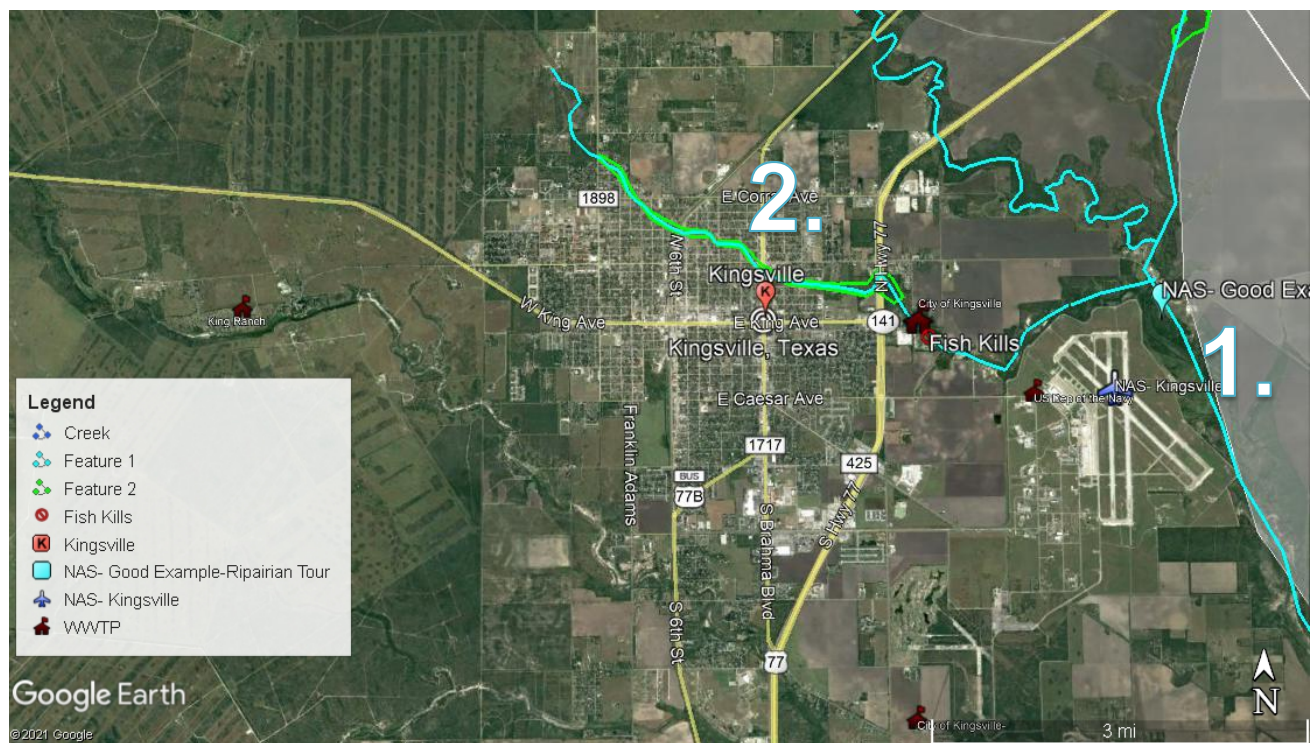 E Corral Ave
2.
1898
N 6th St
N Hwy 77
Kingsville
NAS- Good Exa
City of Kingsville
King Ranch
W King Ave
E King Ave
141
Fish Kills
Kingsville, Texas
1.
NAS- Kingsville
US Dep of the Navy
E Caesar Ave
Legend
Creek
Feature 1
Feature 2
Fish Kills
Kingsville
NAS- Good Example-Ripairian Tour
NAS- Kingsville
WWTP
Franklin Adams
1717
425
BUS
77B
S Hwy 77
S Brahma Blvd
S 6th St
77
Google Earth
©2021 Google
City of Kingsville-
3 mi
N